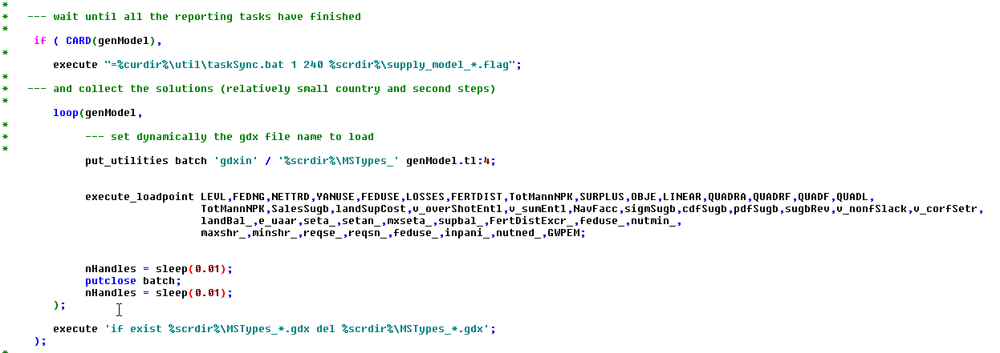 *
*   --- wait until all the reporting tasks have finished
*
if ( CARD(genModel),
*
execute "=%curdir%\util\taskSync.bat 1 240 %scrdir%\supply_model_*.flag";
*
*   --- and collect the solutions (relatively small country and second steps)
*
loop(genModel,
*
*            --- set dynamically the gdx file name to load
*
put_utilities batch 'gdxin' / '%scrdir%\MSTypes_' genModel.tl:4;
execute_loadpoint LEVL,FEDNG,NETTRD,YANUSE,FEDUSE,LOSSES,FERTDIST,TotMannNPK,SURPLUS,OBJE,LINEAR,QUADRA,QUADRF,QUADF,QUADL,
TotMannNPK,SalesSugb,landSupCost,v_overShotEntl,v_sumEntl,NavFacc,sigmSugb,cdfSugb,pdfSugb,sugbRev,v_nonfSlack,v_corfSetr,
landBal_,e_uaar,seta_,setan_,mxseta_,supbal_,FertDistExcr_,feduse_,nutmin_,
maxshr_,minshr_,reqse_,reqsn_,feduse_,inpani_,nutned_,GWPEM;
nHandles = sleep(0.01);
putclose batch;
nHandles = sleep(0.01);
);
execute 'if exist %scrdir%\MSTypes_*.gdx del %scrdir%\MSTypes_*.gdx';
);
*